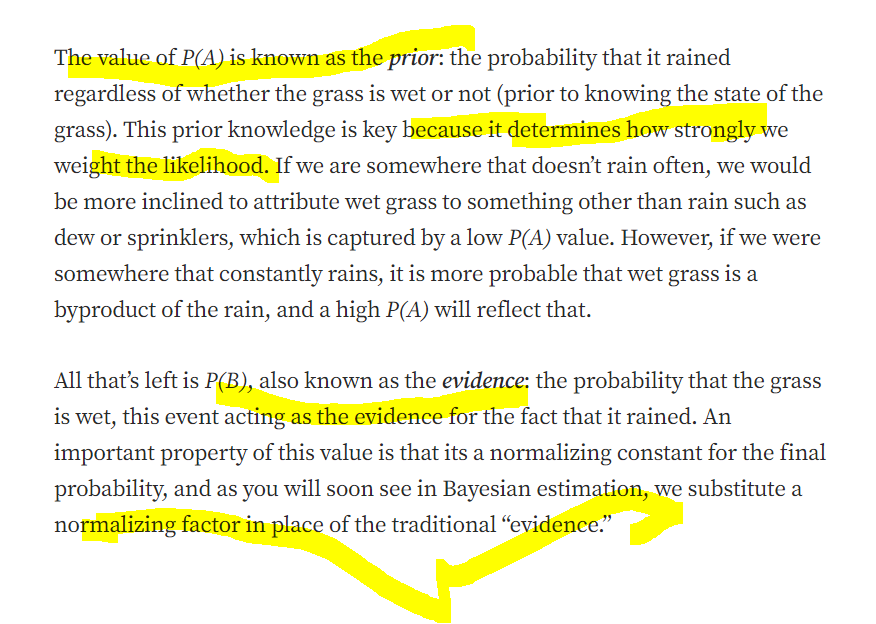 The value of P(A) is known as the prior: the probability that it rained
regardless of whether the grass is wet or not (prior to knowing the state of the
grass). This prior knowledge is key because it determines how strongly we
weight the likelihood. If we are somewhere that doesn’t rain often, we would
be more inclined to attribute wet grass to something other than rain such as
dew or sprinklers, which is captured by a low P(A) value. However, if we were
somewhere that constantly rains, it is more probable that wet grass is a
byproduct of the rain, and a high P(A) will reflect that.
All that’s left is P(B), also known as the evidence: the probability that the grass
is wet, this event acting as the evidence for the fact that it rained. An
important property of this value is that its a normalizing constant for the final
probability, and as you will soon see in Bayesian estimation, we substitute a
normalizing factor in place of the traditional “evidence.”